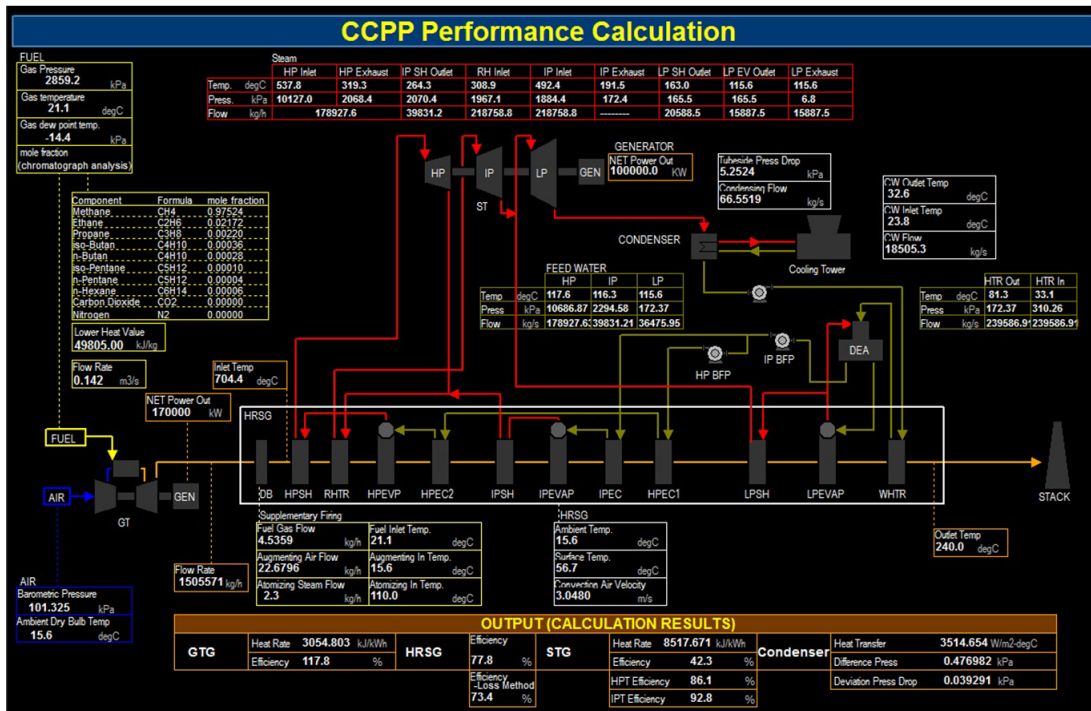 CCPP Performance Calculation
FUEL
Gas Pressure
2859.2 kPa
Gas temperature
21.1 degC
Gas dew point temp.
-14.4 kPa
mole fraction
(chromatograph analysis)
Component Formula mole fraction
Methane CH4 0.97524
Ethane C2H6 0.02172
Propane C3H8 0.00220
iso-Butan C4H10 0.00036
n-Butan C4H10 0.00028
iso-Pentane C5H12 0.00010
n-Pentane C5H12 0.00004
n-Hexane C6H14 0.00006
Carbon Dioxide CO2 0.00000
Nitrogen N2 0.00000
Lower Heat Value
49805.00 kJ/kg
Flow Rate
0.142 m3/s
Steam
HP Inlet HP Exhaust IP SH Outlet RH Inlet IP Inlet IP Exhaust LP SH Outlet LP EV Outlet LP Exhaust
Temp. degC 537.8 319.3 264.3 308.9 492.4 191.5 163.0 115.6 115.6
Press. kPa 10127.0 2068.4 2070.4 1967.1 1884.4 172.4 165.5 165.5 6.8
Flow kg/h 178927.6 39831.2 218758.8 218758.8 -------- 20588.5 15887.5 15887.5
HP
IP
LP
GEN
ST
GENERATOR
NET Power Out
100000.0 KW
Tubeside Press Drop
5.2524 kPa
Condensing Flow
66.5519 kg/s
CW Outlet Temp
32.6 degC
CW Inlet Temp
23.8 degC
CW Flow
18505.3 kg/s
CONDENSER
Cooling Tower
FEED WATER
HP IP LP
Temp degC 117.6 116.3 115.6
Press kPa 10686.87 2294.58 172.37
Flow kg/s 178927.63 39831.21 36475.95
HTR Out HTR In
Temp degC 81.3 33.1
Press kPa 172.37 310.26
Flow kg/s 239586.91 239586.91
HP BFP
IP BFP
DEA
Inlet Temp
704.4 degC
NET Power Out
170000 kW
HRSG
FUEL
AIR
GT
GEN
DB HPSH RHTR HPEVP HPEC2 IPSH IPEVAP IPEC HPEC1 LPSH LPEVAP WHTR
STACK
Flow Rate
1505571 kg/h
Supplementary Firing
Fuel Gas Flow
4.5359 kg/h
Fuel Inlet Temp.
21.1 degC
Augmenting Air Flow
22.6796 kg/h
Augmenting In Temp.
15.6 degC
Atomizing Steam Flow
2.3 kg/h
Atomizing In Temp.
110.0 degC
HRSG
Ambient Temp.
15.6 degC
Surface Temp.
56.7 degC
Convection Air Velocity
3.0480 m/s
Outlet Temp
240.0 degC
AIR
Barometric Pressure
101.325 kPa
Ambient Dry Bulb Temp
15.6 degC
OUTPUT (CALCULATION RESULTS)
GTG
Heat Rate 3054.803 kJ/kWh
Efficiency 117.8 %
HRSG
Efficiency
77.8 %
Efficiency
-Loss Method
73.4 %
STG
Heat Rate 8517.671 kJ/kWh
Efficiency 42.3 %
HPT Efficiency 86.1 %
IPT Efficiency 92.8 %
Condenser
Heat Transfer 3514.654 W/m2-degC
Difference Press 0.476982 kPa
Deviation Press Drop 0.039291 kPa